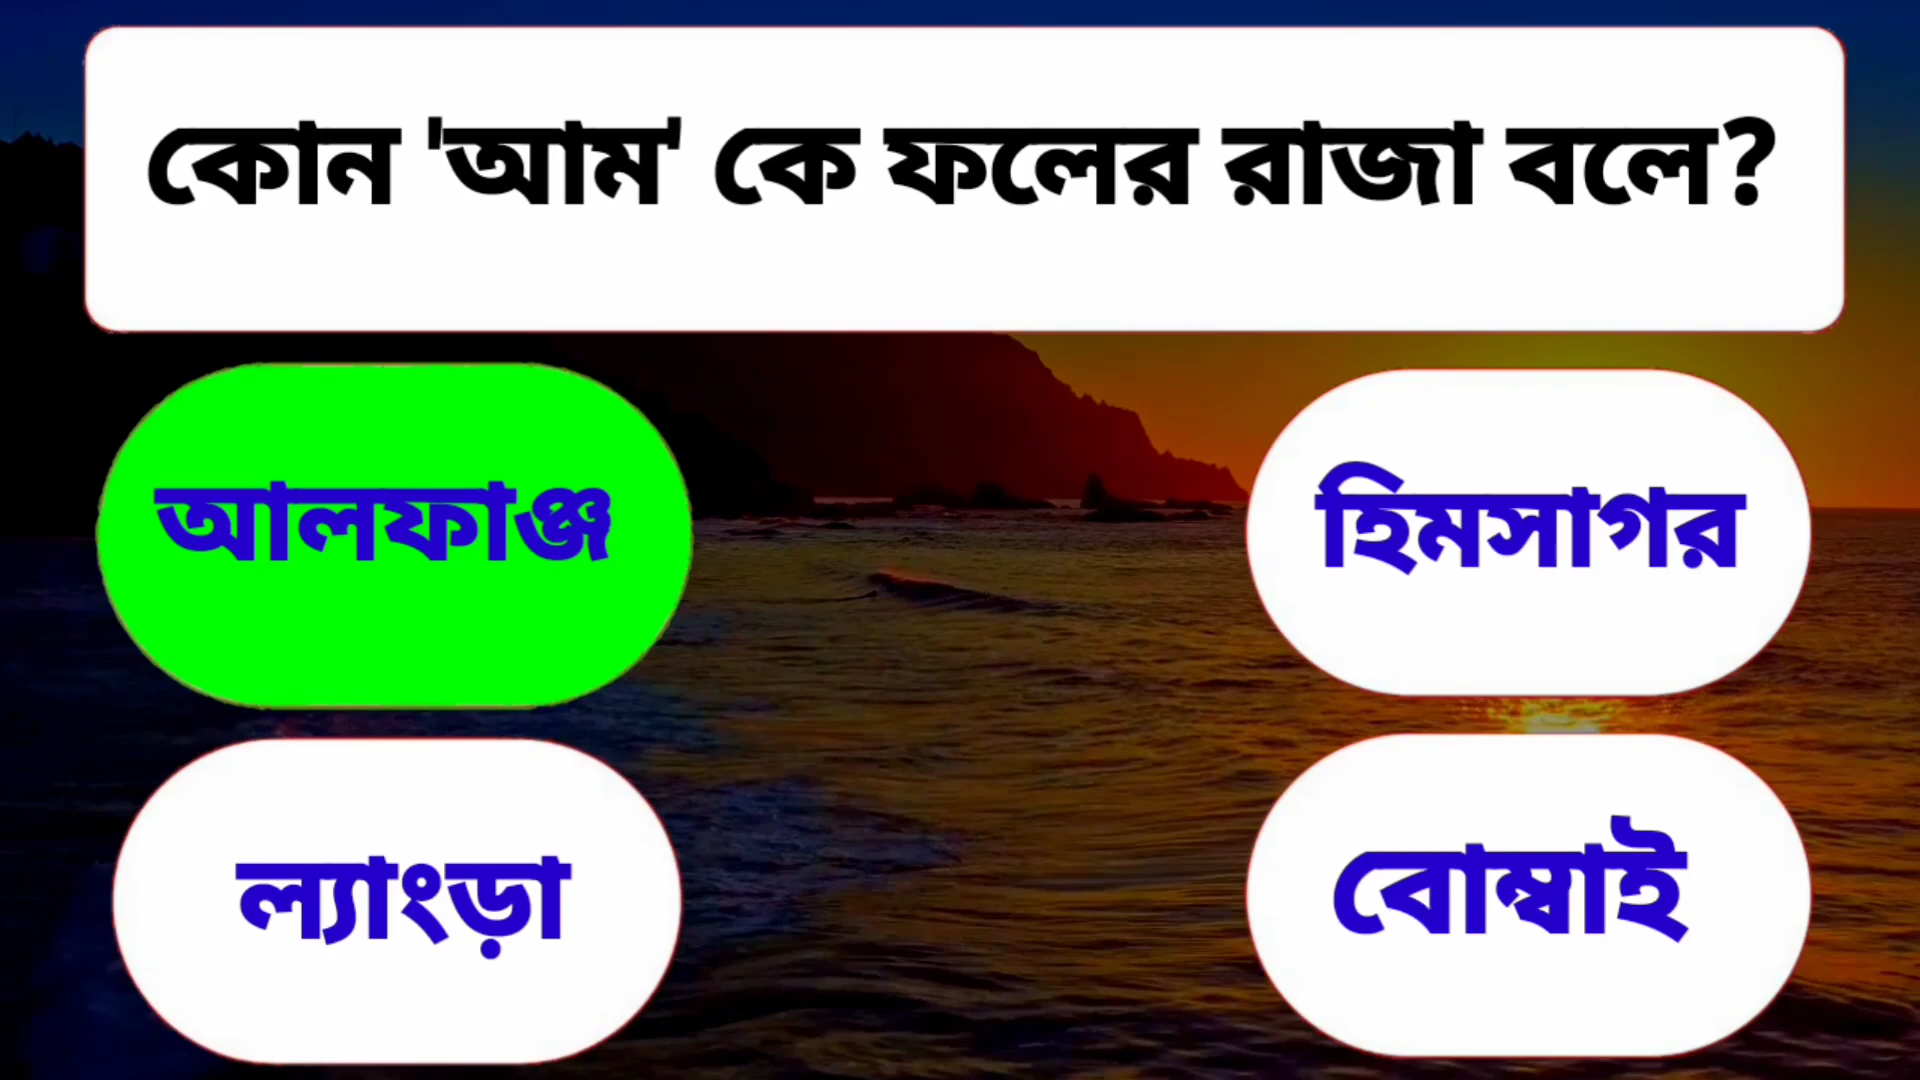 কোন 'আম' কে ফলের রাজা বলে?
আলফাঞ্জ
হিমসাগর
ল্যাংড়া
বোম্বাই